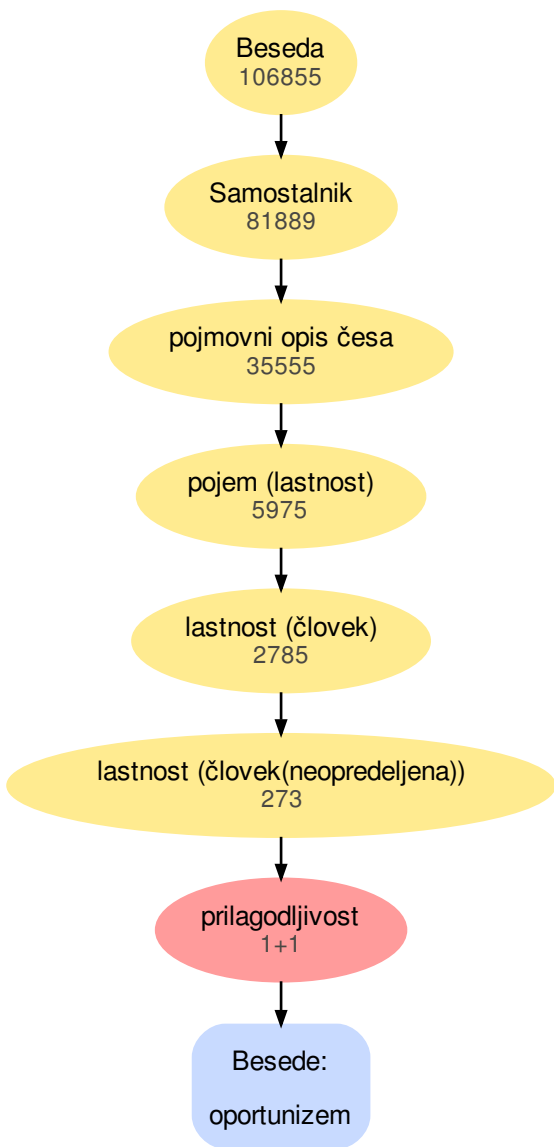 Beseda
106855
Samostalnik
81889
pojmovni opis česa
35555
pojem (lastnost)
5975
lastnost (človek)
2785
lastnost (človek(neopredeljena))
273
prilagodljivost
1+1
Besede:
oportunizem